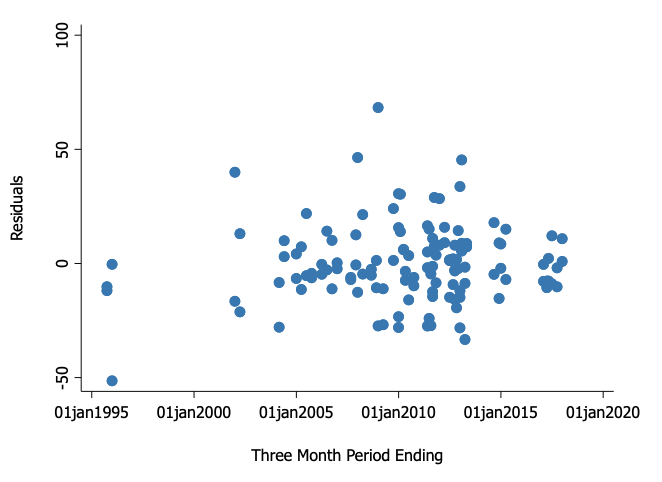 100
50
0
-50
Residuals
01jan1995 01jan2000 01jan2005 01jan2010 01jan2015 01jan2020
Three Month Period Ending